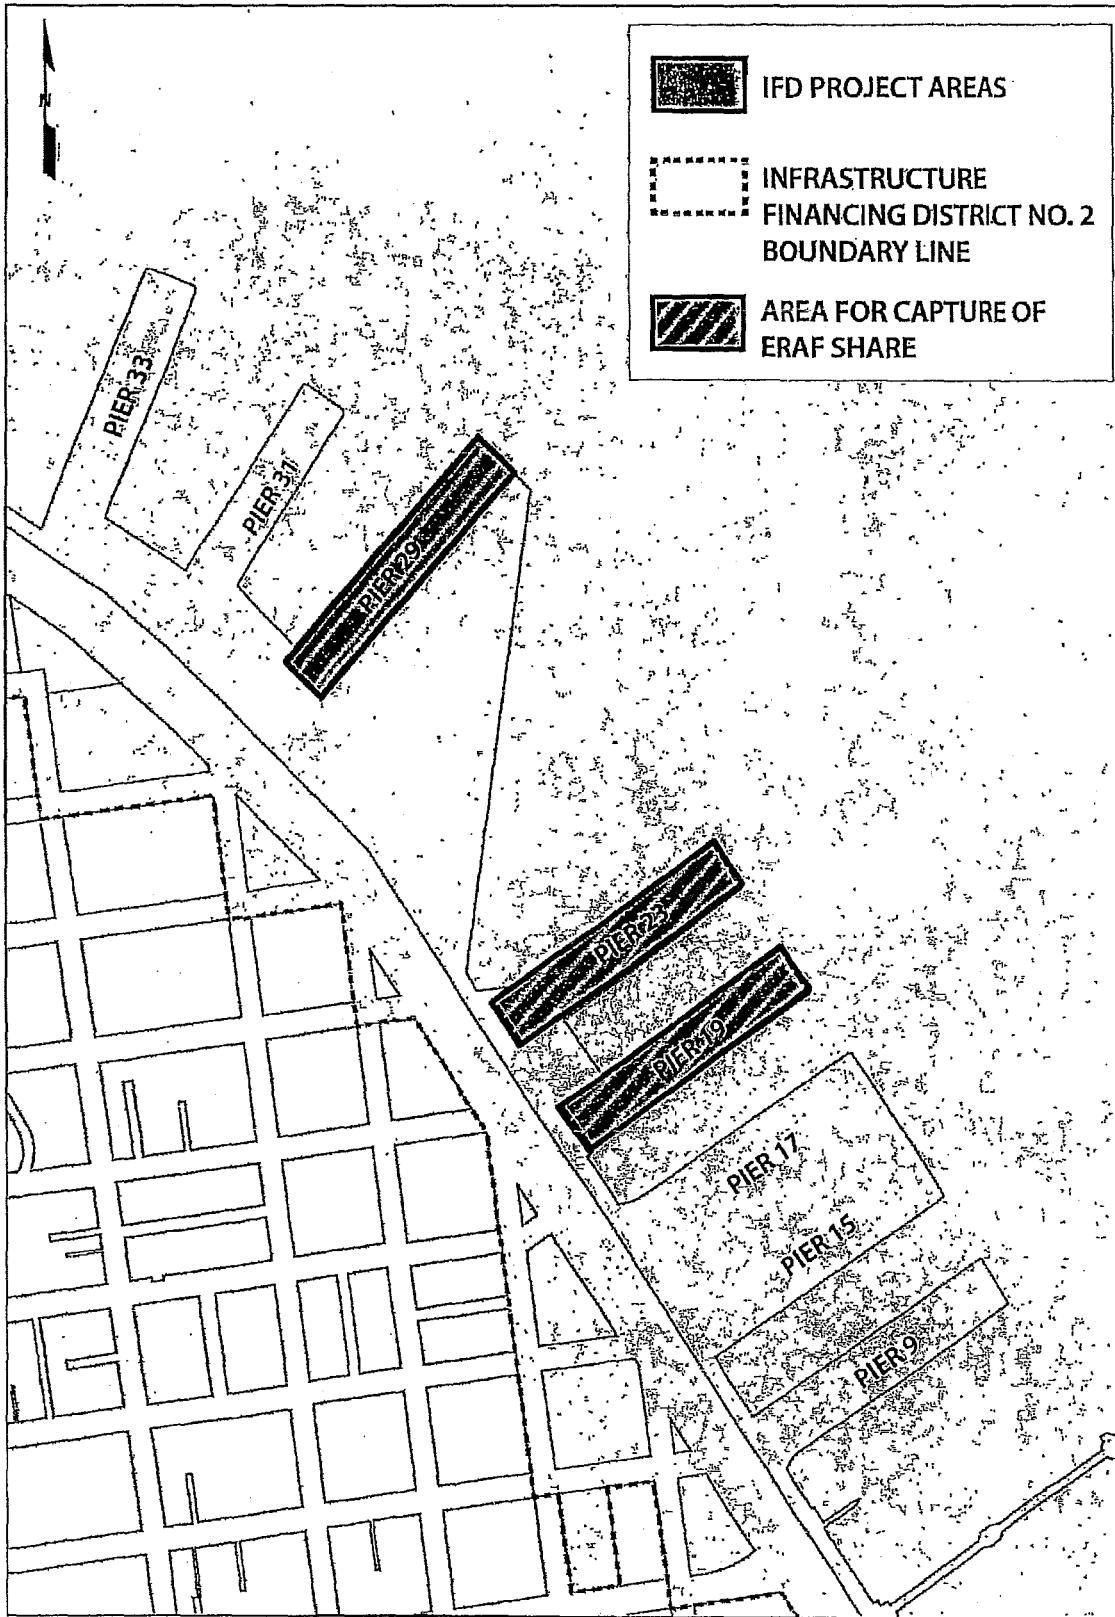 N
IFD PROJECT AREAS
INFRASTRUCTURE
FINANCING DISTRICT NO. 2
BOUNDARY LINE
AREA FOR CAPTURE OF
ERAF SHARE
PIER 33
PIER 31
PIER 29
PIER 23
PIER 19
PIER 17
PIER 15
PIER 9